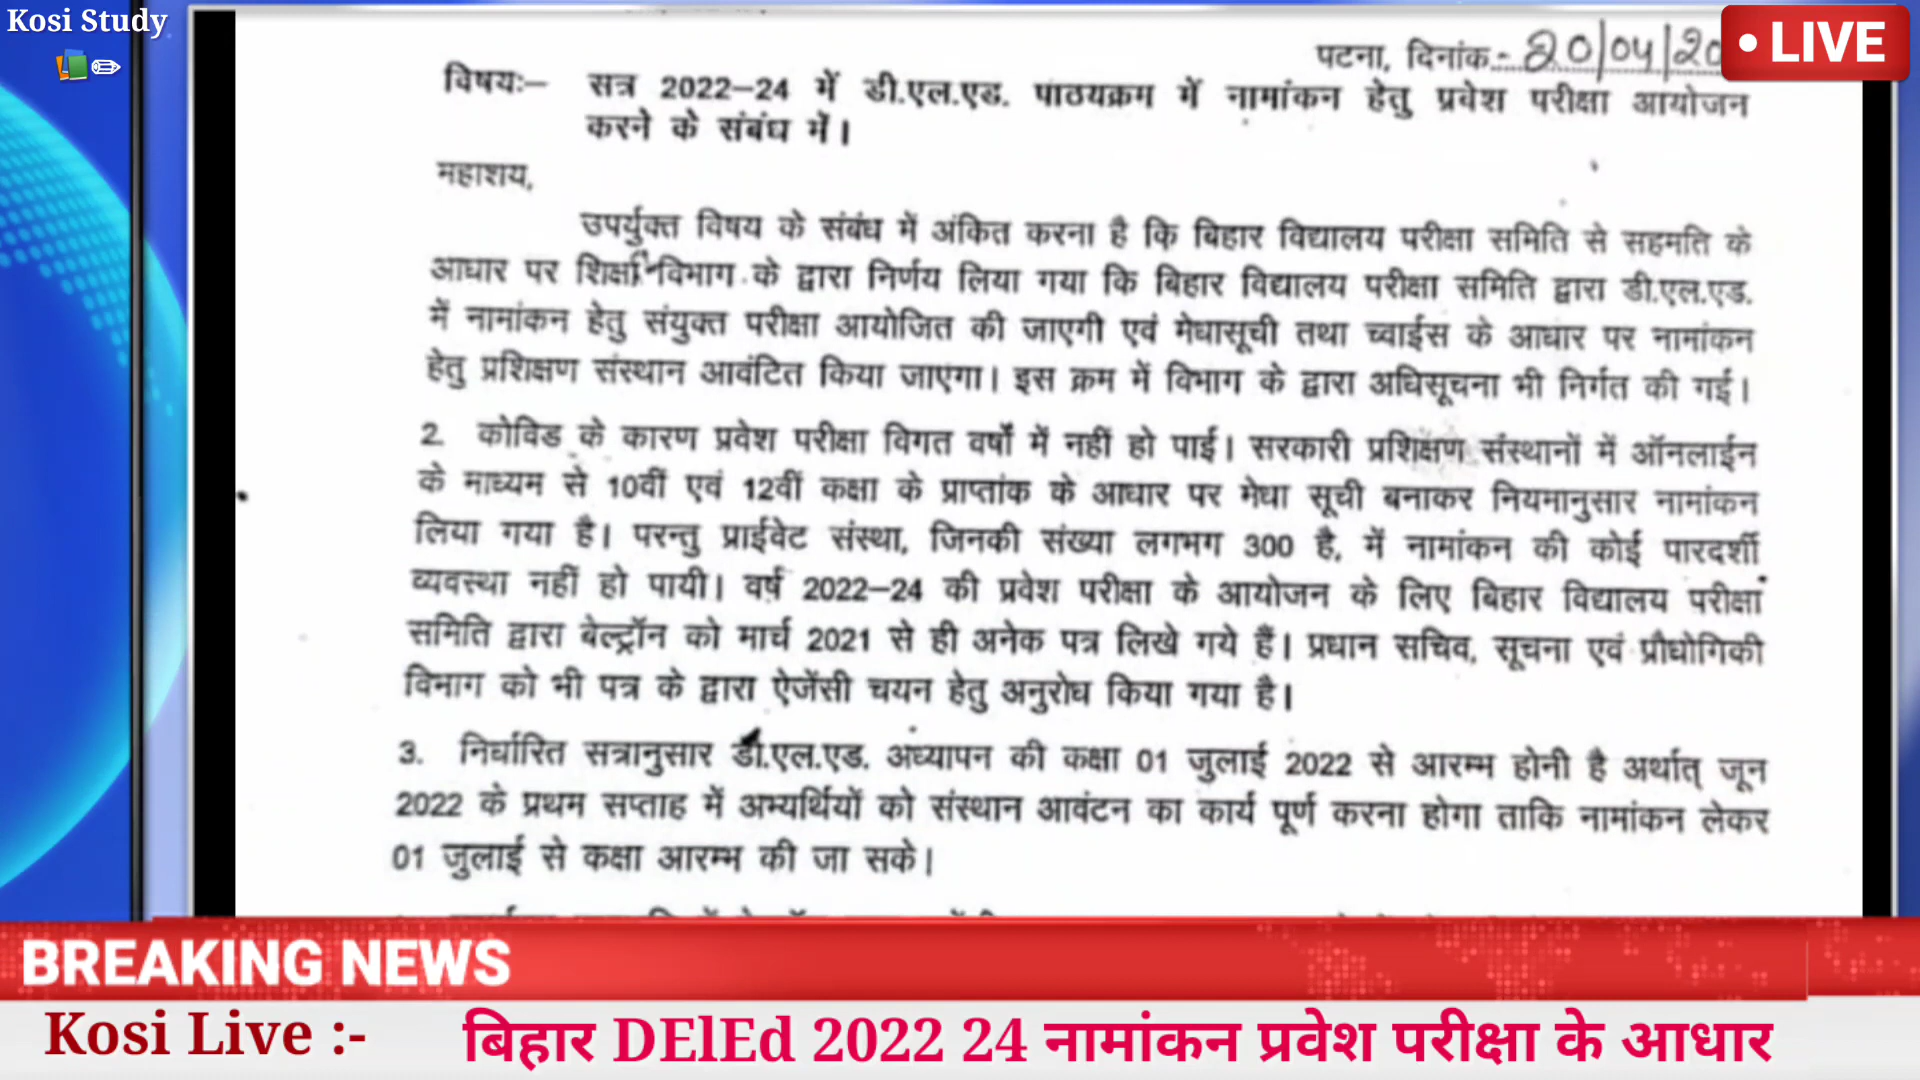 Kosi Study
LIVE
पटना, दिनांक:- 20/04/20
विषयः– सत्र 2022–24 में डी.एल.एड. पाठयक्रम में नामांकन हेतु प्रवेश परीक्षा आयोजन
करने के संबंध में।
महाशय,
उपर्युक्त विषय के संबंध में अंकित करना है कि बिहार विद्यालय परीक्षा समिति से सहमति के
आधार पर शिक्षा विभाग के द्वारा निर्णय लिया गया कि बिहार विद्यालय परीक्षा समिति द्वारा डी.एल.एड.
में नामांकन हेतु संयुक्त परीक्षा आयोजित की जाएगी एवं मेधासूची तथा च्वाईस के आधार पर नामांकन
हेतु प्रशिक्षण संस्थान आवंटित किया जाएगा। इस क्रम में विभाग के द्वारा अधिसूचना भी निर्गत की गई।
2. कोविड के कारण प्रवेश परीक्षा विगत वर्षों में नहीं हो पाई। सरकारी प्रशिक्षण संस्थानों में ऑनलाईन
के माध्यम से 10वीं एवं 12वीं कक्षा के प्राप्तांक के आधार पर मेधा सूची बनाकर नियमानुसार नामांकन
लिया गया है। परन्तु प्राईवेट संस्था, जिनकी संख्या लगभग 300 है, में नामांकन की कोई पारदर्शी
व्यवस्था नहीं हो पायी। वर्ष 2022–24 की प्रवेश परीक्षा के आयोजन के लिए बिहार विद्यालय परीक्षा
समिति द्वारा बेल्ट्रॉन को मार्च 2021 से ही अनेक पत्र लिखे गये हैं। प्रधान सचिव, सूचना एवं प्रौधोगिकी
विभाग को भी पत्र के द्वारा ऐजेंसी चयन हेतु अनुरोध किया गया है।
3. निर्धारित सत्रानुसार डी.एल.एड. अध्यापन की कक्षा 01 जुलाई 2022 से आरम्भ होनी है अर्थात् जून
2022 के प्रथम सप्ताह में अभ्यर्थियों को संस्थान आवंटन का कार्य पूर्ण करना होगा ताकि नामांकन लेकर
01 जुलाई से कक्षा आरम्भ की जा सके।
BREAKING NEWS
Kosi Live :- बिहार DElEd 2022 24 नामांकन प्रवेश परीक्षा के आधार